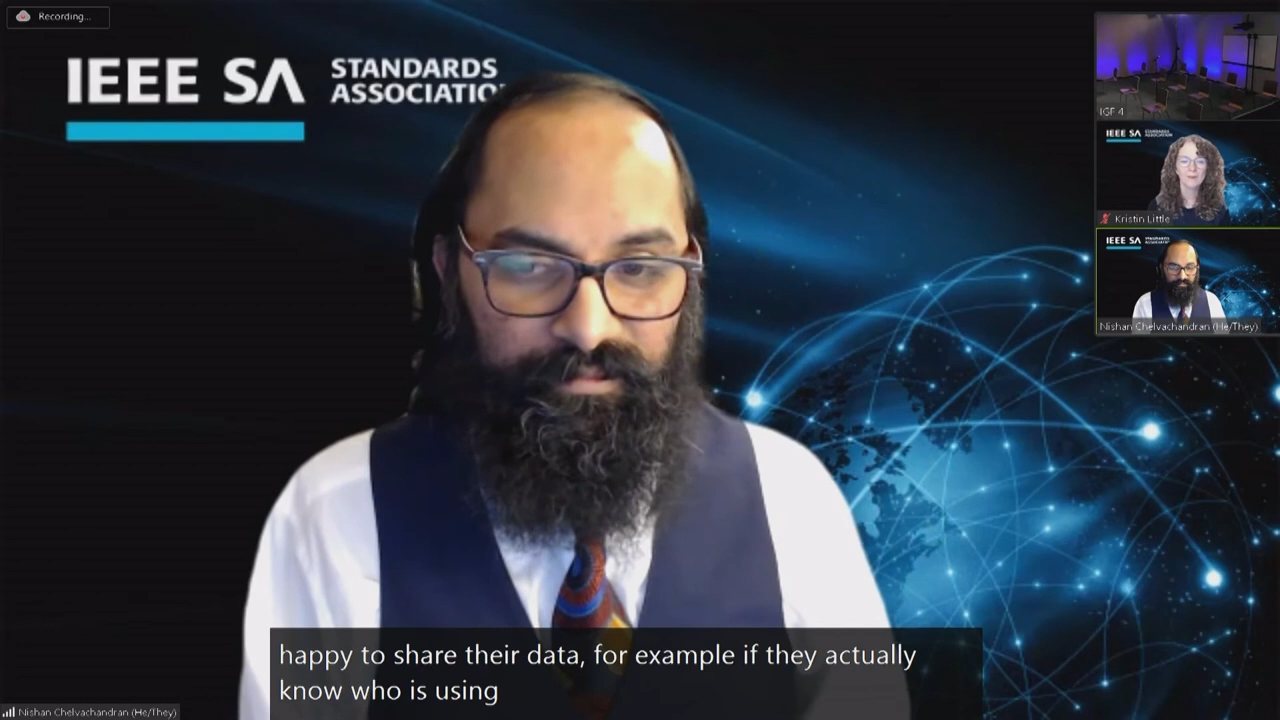 Recording...
IEEE SA STANDARDS
ASSOCIATIO
IGF 4
IEEE SA STANDARDS
ASSOCIATION
Kristin Little
IEEE SA STANDARDS
Nishan Chelvachandran (He/They)
happy to share their data, for example if they actually
know who is using
Nishan Chelvachandran (He/They)